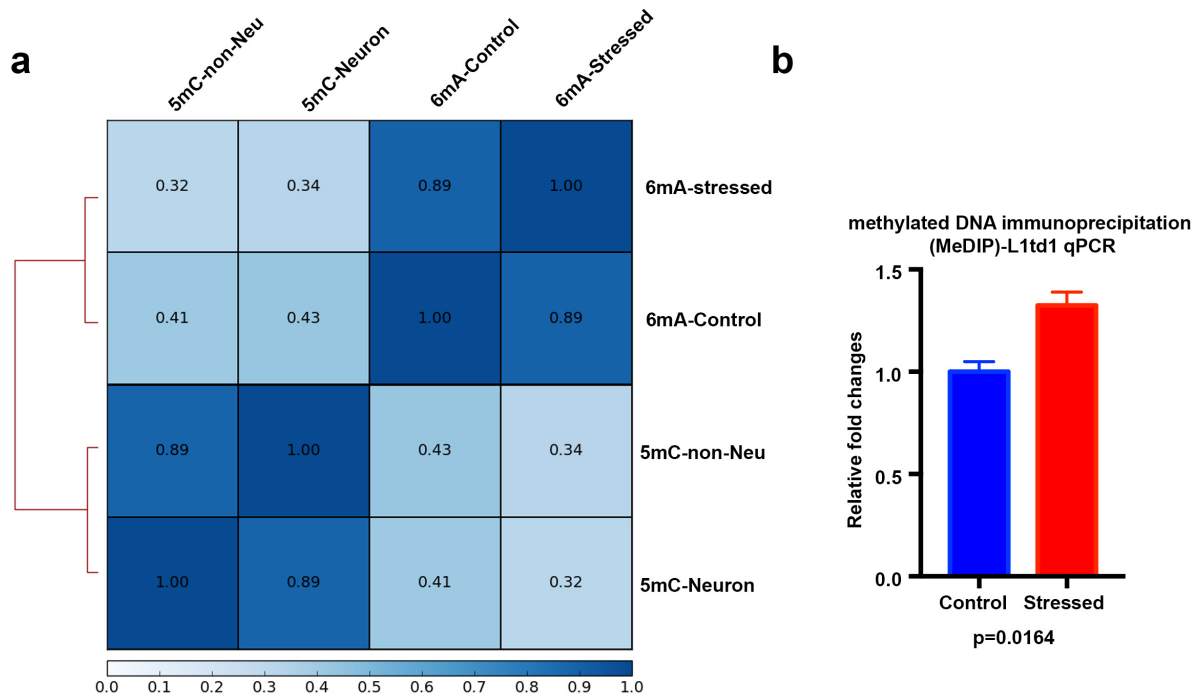 a
5mC-non-Neu
5mC-Neuron
6mA-Control
6mA-Stressed
0.32 0.34 0.89 1.00 6mA-stressed
0.41 0.43 1.00 0.89 6mA-Control
0.89 1.00 0.43 0.34 5mC-non-Neu
1.00 0.89 0.41 0.32 5mC-Neuron
0.0 0.1 0.2 0.3 0.4 0.5 0.6 0.7 0.8 0.9 1.0
b
methylated DNA immunoprecipitation
(MeDIP)-L1td1 qPCR
Relative fold changes
1.5
1.0
0.5
0.0
Control Stressed
p=0.0164